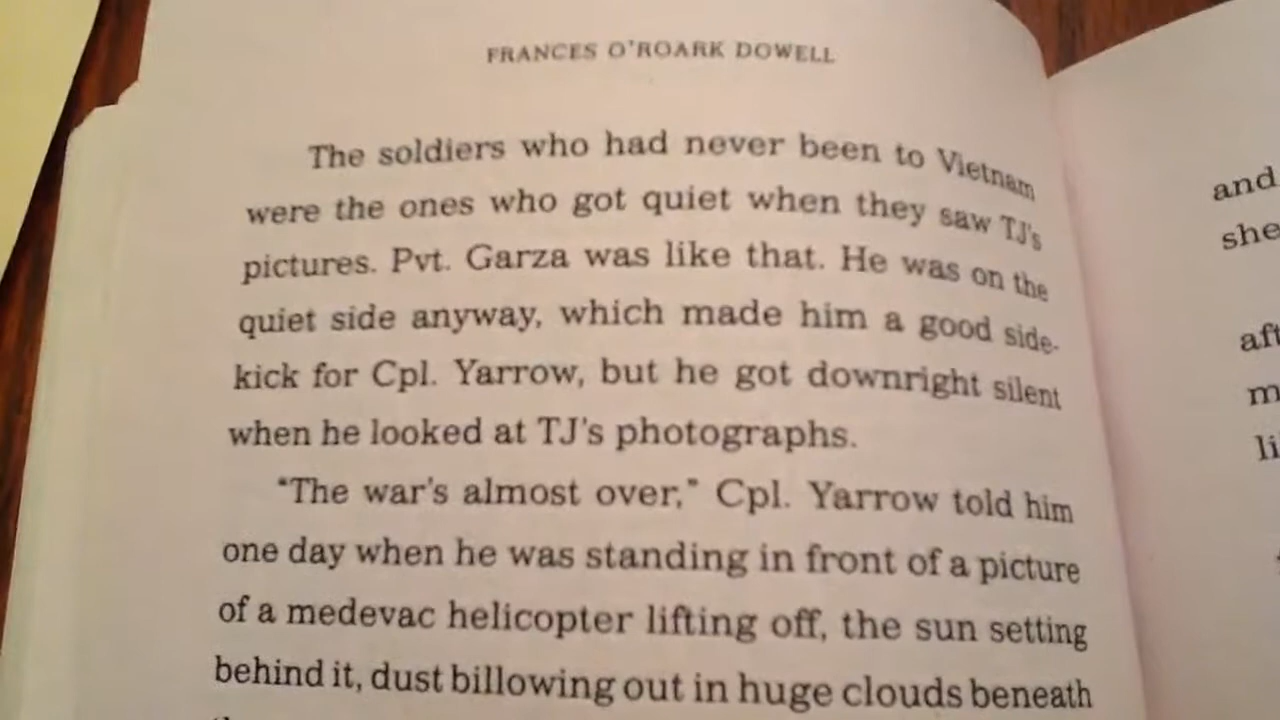 FRANCES O'ROARK DOWELL
The soldiers who had never been to Vietnam
were the ones who got quiet when they saw TJ's
pictures. Pvt. Garza was like that. He was on the
quiet side anyway, which made him a good side-
kick for Cpl. Yarrow, but he got downright silent
when he looked at TJ's photographs.
"The war's almost over," Cpl. Yarrow told him
one day when he was standing in front of a picture
of a medevac helicopter lifting off, the sun setting
behind it, dust billowing out in huge clouds beneath
and
she